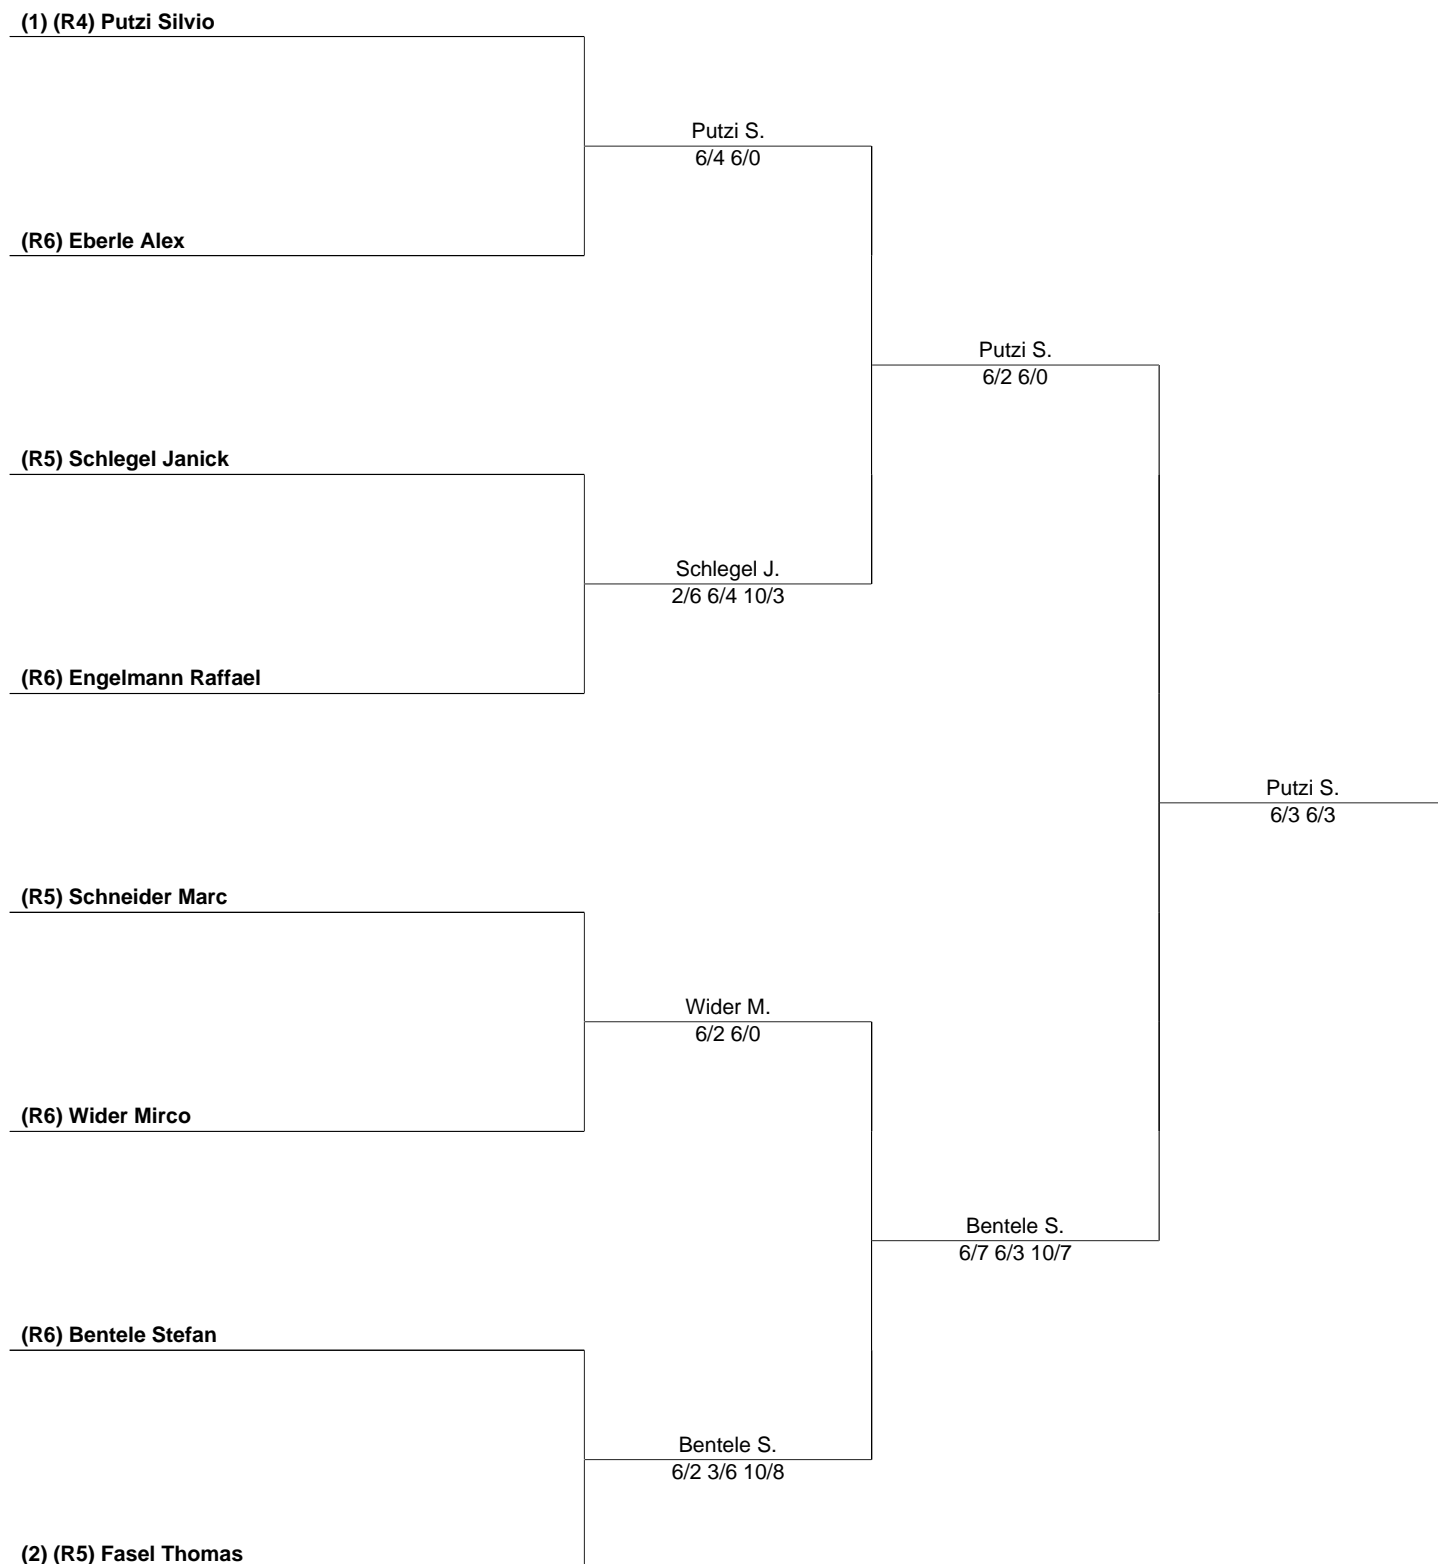 (1) (R4) Putzi Silvio
Putzi S.
6/4 6/0
(R6) Eberle Alex
Putzi S.
6/2 6/0
(R5) Schlegel Janick
Schlegel J.
2/6 6/4 10/3
(R6) Engelmann Raffael
Putzi S.
6/3 6/3
(R5) Schneider Marc
Wider M.
6/2 6/0
(R6) Wider Mirco
Bentele S.
6/7 6/3 10/7
(R6) Bentele Stefan
Bentele S.
6/2 3/6 10/8
(2) (R5) Fasel Thomas